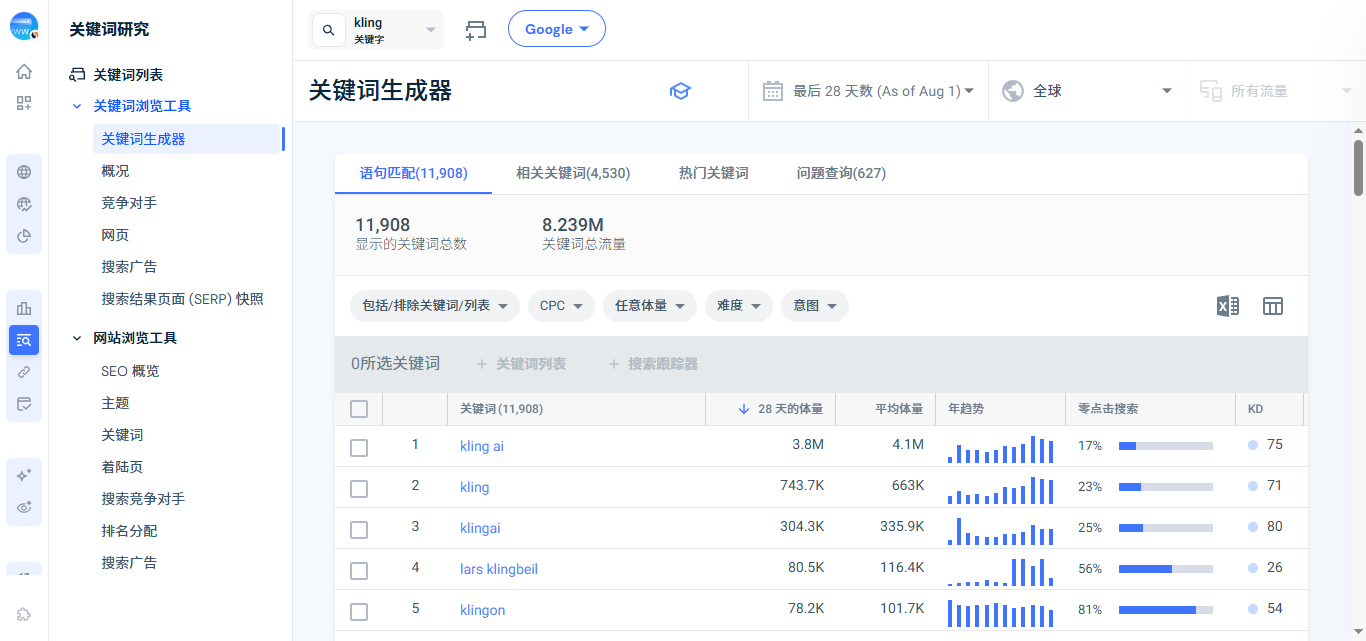 WW
关键词研究
关键词列表
关键词浏览工具
关键词生成器
概况
竞争对手
网页
搜索广告
搜索结果页面 (SERP) 快照
网站浏览工具
SEO 概览
主题
关键词
着陆页
搜索竞争对手
排名分配
搜索广告
kling
关键字
Google
关键词生成器
最后 28 天数 (As of Aug 1)
全球
所有流量
语句匹配(11,908)
相关关键词(4,530)
热门关键词
问题查询(627)
11,908
显示的关键词总数
8.239M
关键词总流量
包括/排除关键词/列表
CPC
任意体量
难度
意图
0所选关键词
+ 关键词列表
+ 搜索跟踪器
关键词 (11,908) 28 天的体量 平均体量 年趋势 零点击搜索 KD
1 kling ai 3.8M 4.1M 17% 75
2 kling 743.7K 663K 23% 71
3 klingai 304.3K 335.9K 25% 80
4 lars klingbeil 80.5K 116.4K 56% 26
5 klingon 78.2K 101.7K 81% 54